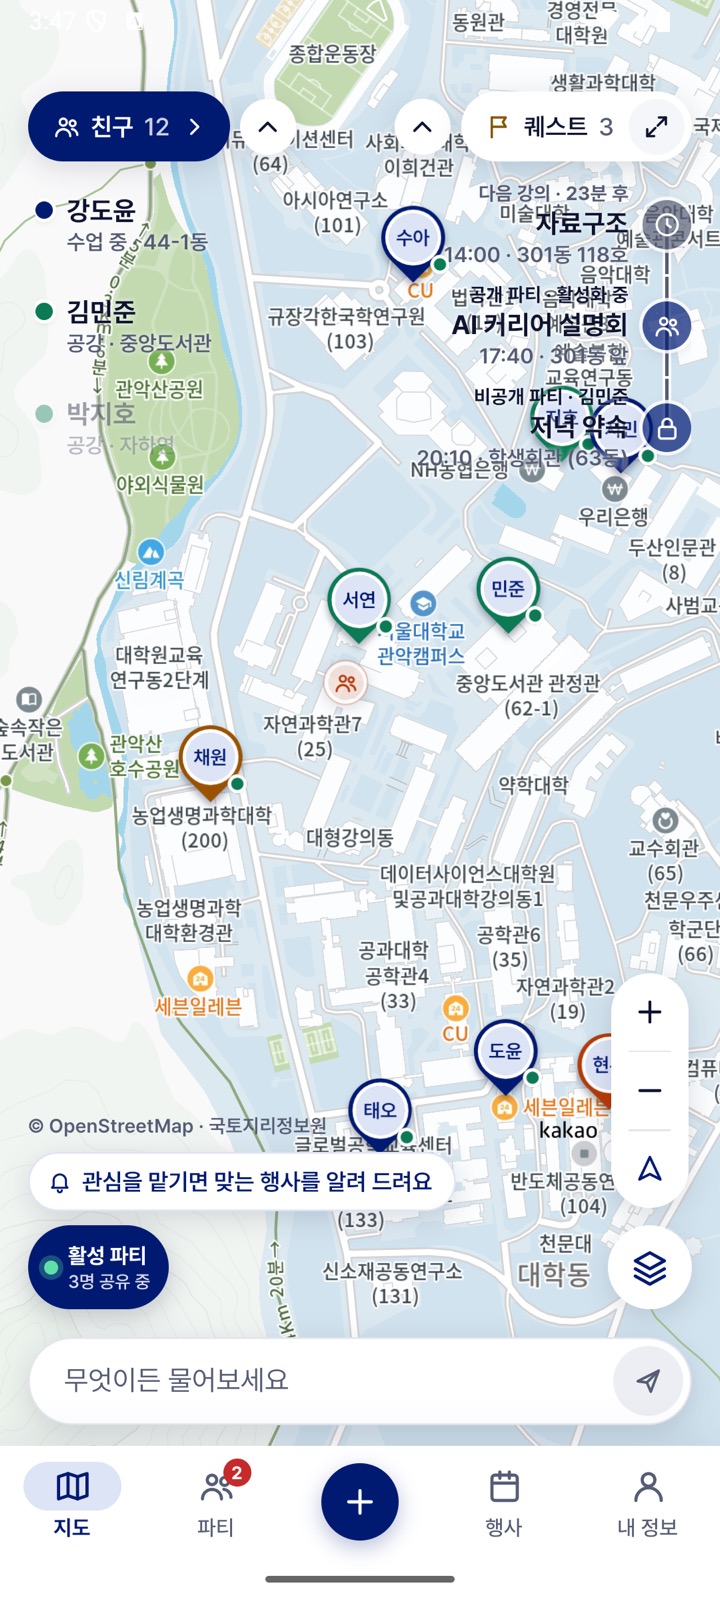 3:47
동원관
경영전문
대학원
종합운동장
생활과학대학
친구 12
퀘스트 3
(64)
이희건관
아시아연구소
(101)
강도윤
수업 중 · 44-1동
수아
CU
다음 강의 · 23분 후
미술대학
자료구조
14:00 · 301동 118호
음악대학
김민준
공강 · 중앙도서관
규장각한국학연구원
(103)
공개 파티 · 활성화 중
AI 커리어 설명회
17:40 · 301동 앞
교육연구동
관악산공원
박지호
공강 · 자하연
야외식물원
비공개 파티 · 김민준
저녁 약속
20:10 · 학생회관 (63동)
NH농업은행
우리은행
두산인문관
(8)
신림계곡
서연
민준
서울대학교
관악캠퍼스
대학원교육
연구동2단계
중앙도서관 관정관
(62-1)
숲속작은
도서관
자연과학관7
(25)
관악산
호수공원
채원
농업생명과학대학
(200)
대형강의동
약학대학
교수회관
(65)
데이터사이언스대학원
및공과대학강의동1
농업생명과학
대학환경관
공과대학
공학관4
(33)
공학관6
(35)
학군단
(66)
자연과학관2
(19)
세븐일레븐
CU
도윤
태오
세븐일레븐
kakao
© OpenStreetMap · 국토지리정보원
관심을 맡기면 맞는 행사를 알려 드려요
(133)
반도체공동연
(104)
활성 파티
3명 공유 중
신소재공동연구소
(131)
천문대
대학동
무엇이든 물어보세요
지도
파티
2
행사
내 정보